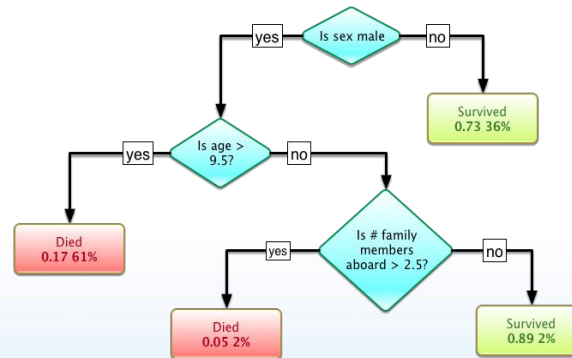 Is sex male
yes
no
Survived
0.73 36%
Is age >
9.5?
yes
no
Died
0.17 61%
Is # family
members
aboard > 2.5?
yes
no
Died
0.05 2%
Survived
0.89 2%